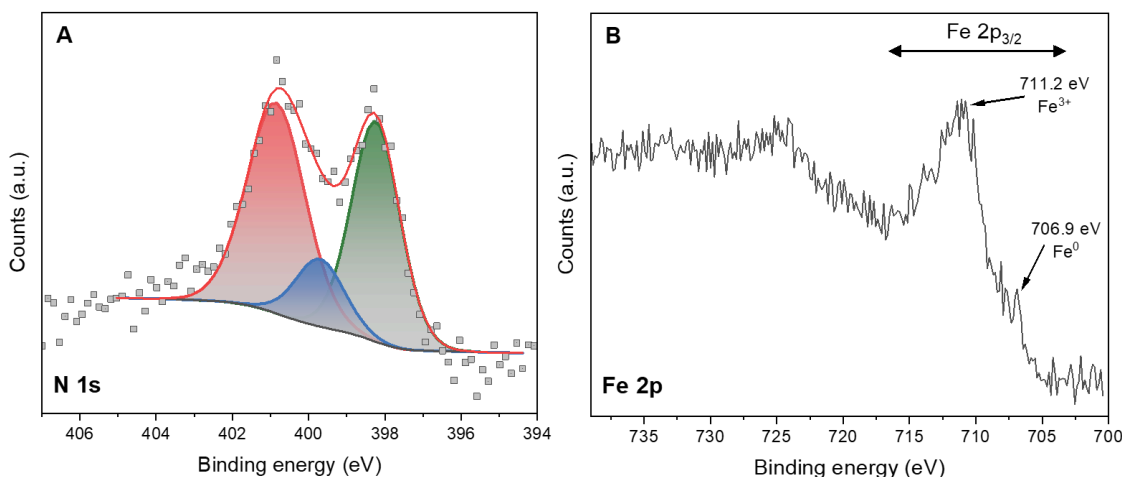 A
Counts (a.u.)
N 1s
406
404
402
400
398
396
394
Binding energy (eV)
B
Fe 2p3/2
711.2 eV
Fe3+
706.9 eV
Fe0
Counts (a.u.)
Fe 2p
735
730
725
720
715
710
705
700
Binding energy (eV)